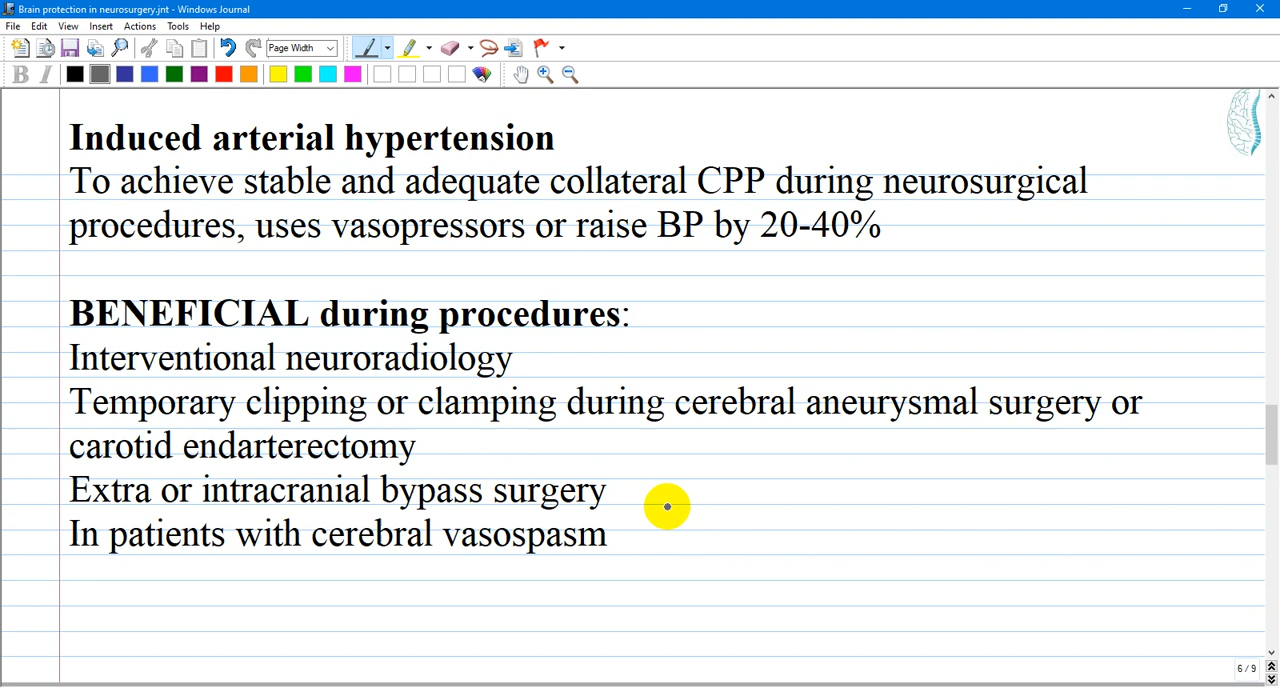 Brain protection in neurosurgery.jnt - Windows Journal
File Edit View Insert Actions Tools Help
Page Width
B I
Induced arterial hypertension
To achieve stable and adequate collateral CPP during neurosurgical
procedures, uses vasopressors or raise BP by 20-40%
BENEFICIAL during procedures:
Interventional neuroradiology
Temporary clipping or clamping during cerebral aneurysmal surgery or
carotid endarterectomy
Extra or intracranial bypass surgery
In patients with cerebral vasospasm
6 / 9